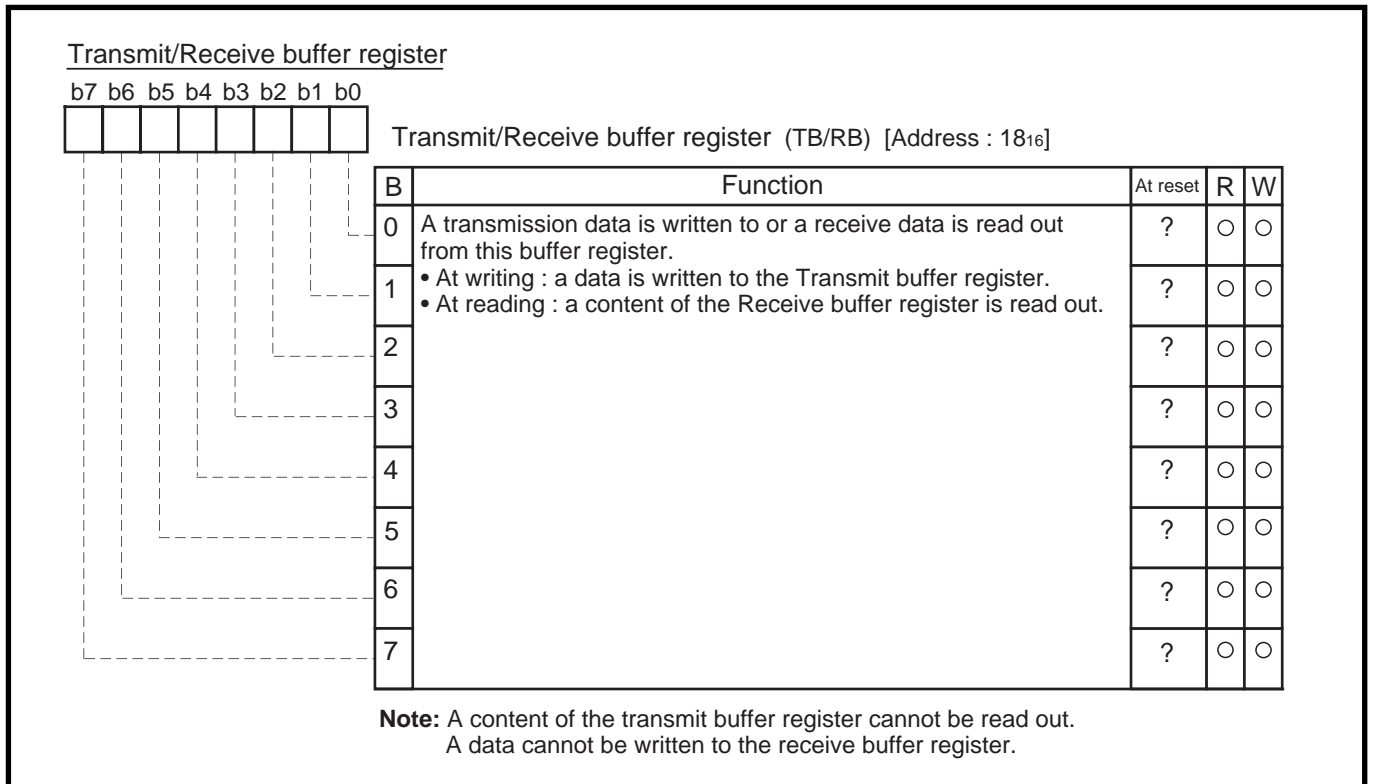 Transmit/Receive buffer register
b7 b6 b5 b4 b3 b2 b1 b0
Transmit/Receive buffer register (TB/RB) [Address : 18₁₆]
B Function At reset R W
0 A transmission data is written to or a receive data is read out ? ○ ○
from this buffer register.
• At writing : a data is written to the Transmit buffer register.
1 • At reading : a content of the Receive buffer register is read out. ? ○ ○
2 ? ○ ○
3 ? ○ ○
4 ? ○ ○
5 ? ○ ○
6 ? ○ ○
7 ? ○ ○
Note: A content of the transmit buffer register cannot be read out.
A data cannot be written to the receive buffer register.